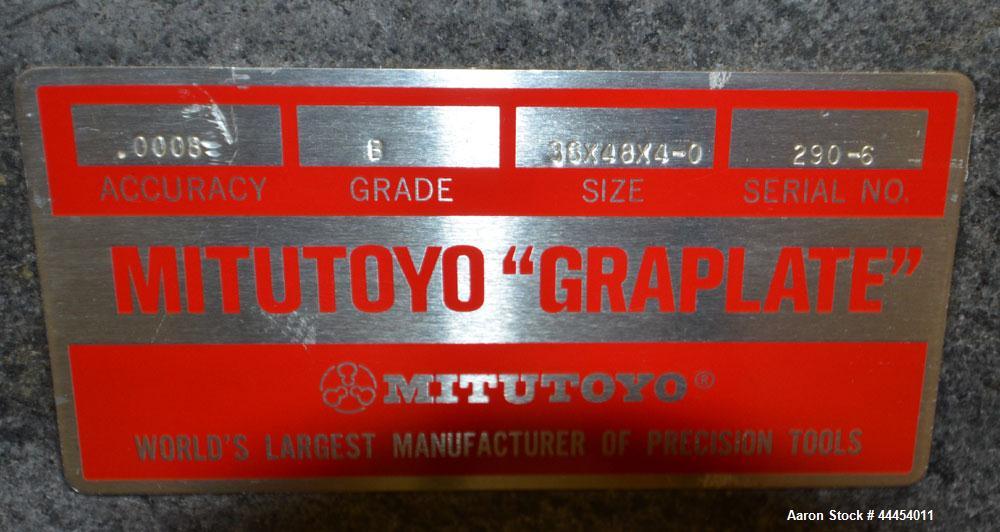 .0008 B 36X48X4-0 290-6
ACCURACY GRADE SIZE SERIAL NO.
MITUTOYO “GRAPLATE”
MITUTOYO®
WORLD'S LARGEST MANUFACTURER OF PRECISION TOOLS
Aaron Stock # 44454011